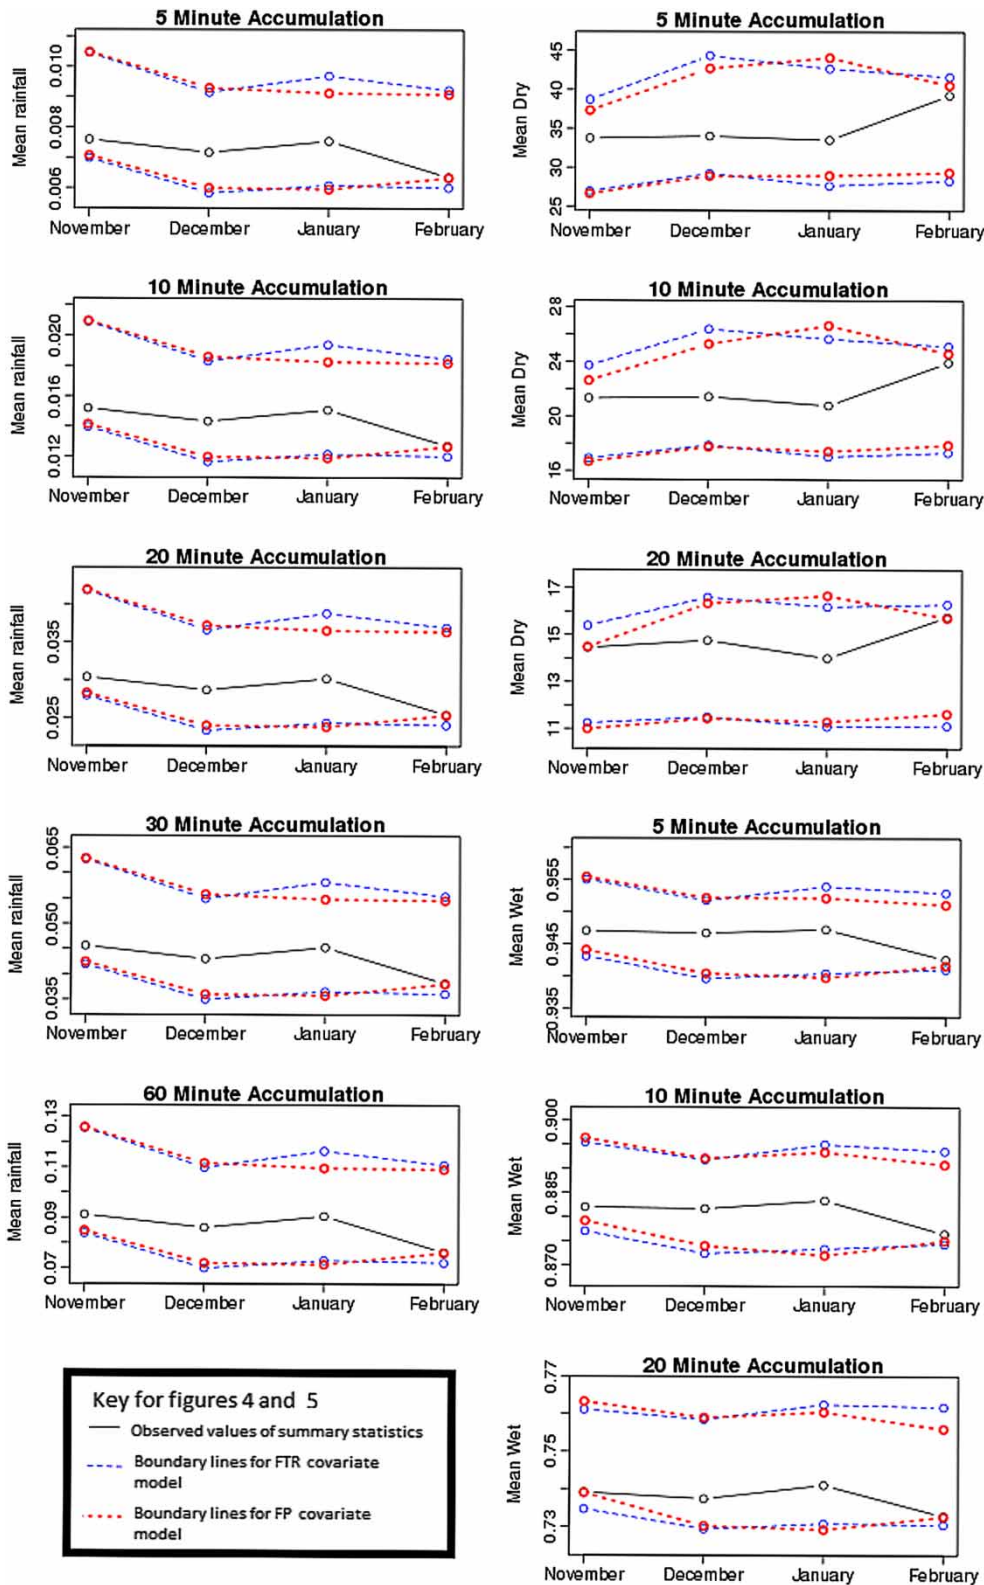 5 Minute Accumulation
Mean rainfall
0.010
0.008
0.006
November December January February
5 Minute Accumulation
Mean Dry
45
40
35
30
25
November December January February
10 Minute Accumulation
Mean rainfall
0.020
0.016
0.012
November December January February
10 Minute Accumulation
Mean Dry
28
24
20
16
November December January February
20 Minute Accumulation
Mean rainfall
0.035
0.025
November December January February
20 Minute Accumulation
Mean Dry
17
15
13
11
November December January February
30 Minute Accumulation
Mean rainfall
0.065
0.050
0.035
November December January February
5 Minute Accumulation
Mean Wet
0.955
0.945
0.935
November December January February
60 Minute Accumulation
Mean rainfall
0.13
0.11
0.09
0.07
November December January February
10 Minute Accumulation
Mean Wet
0.900
0.885
0.870
November December January February
Key for figures 4 and 5
Observed values of summary statistics
Boundary lines for FTR covariate
model
Boundary lines for FP covariate
model
20 Minute Accumulation
Mean Wet
0.77
0.75
0.73
November December January February